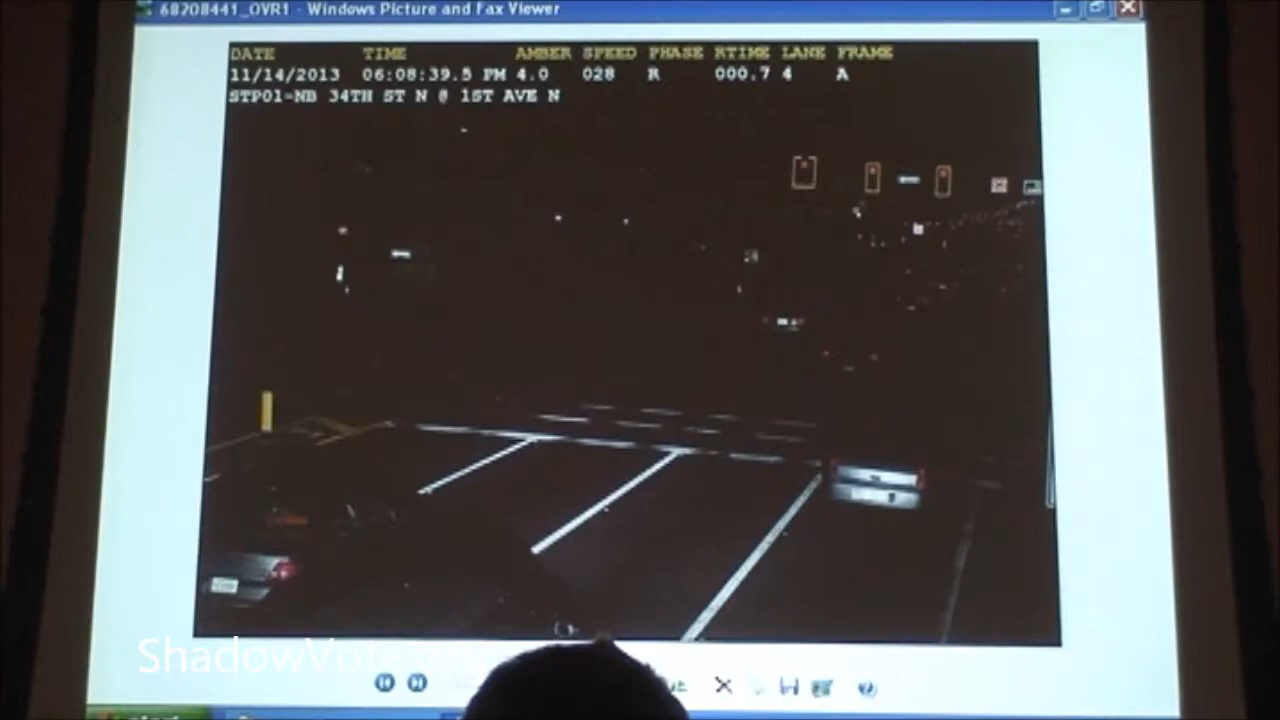 68208441_OVR1 - Windows Picture and Fax Viewer
DATE TIME AMBER SPEED PHASE RTIME LANE FRAME
11/14/2013 06:08:39.5 PM 4.0 028 R 000.7 4 A
STP01=NB 34TH ST N @ 1ST AVE N